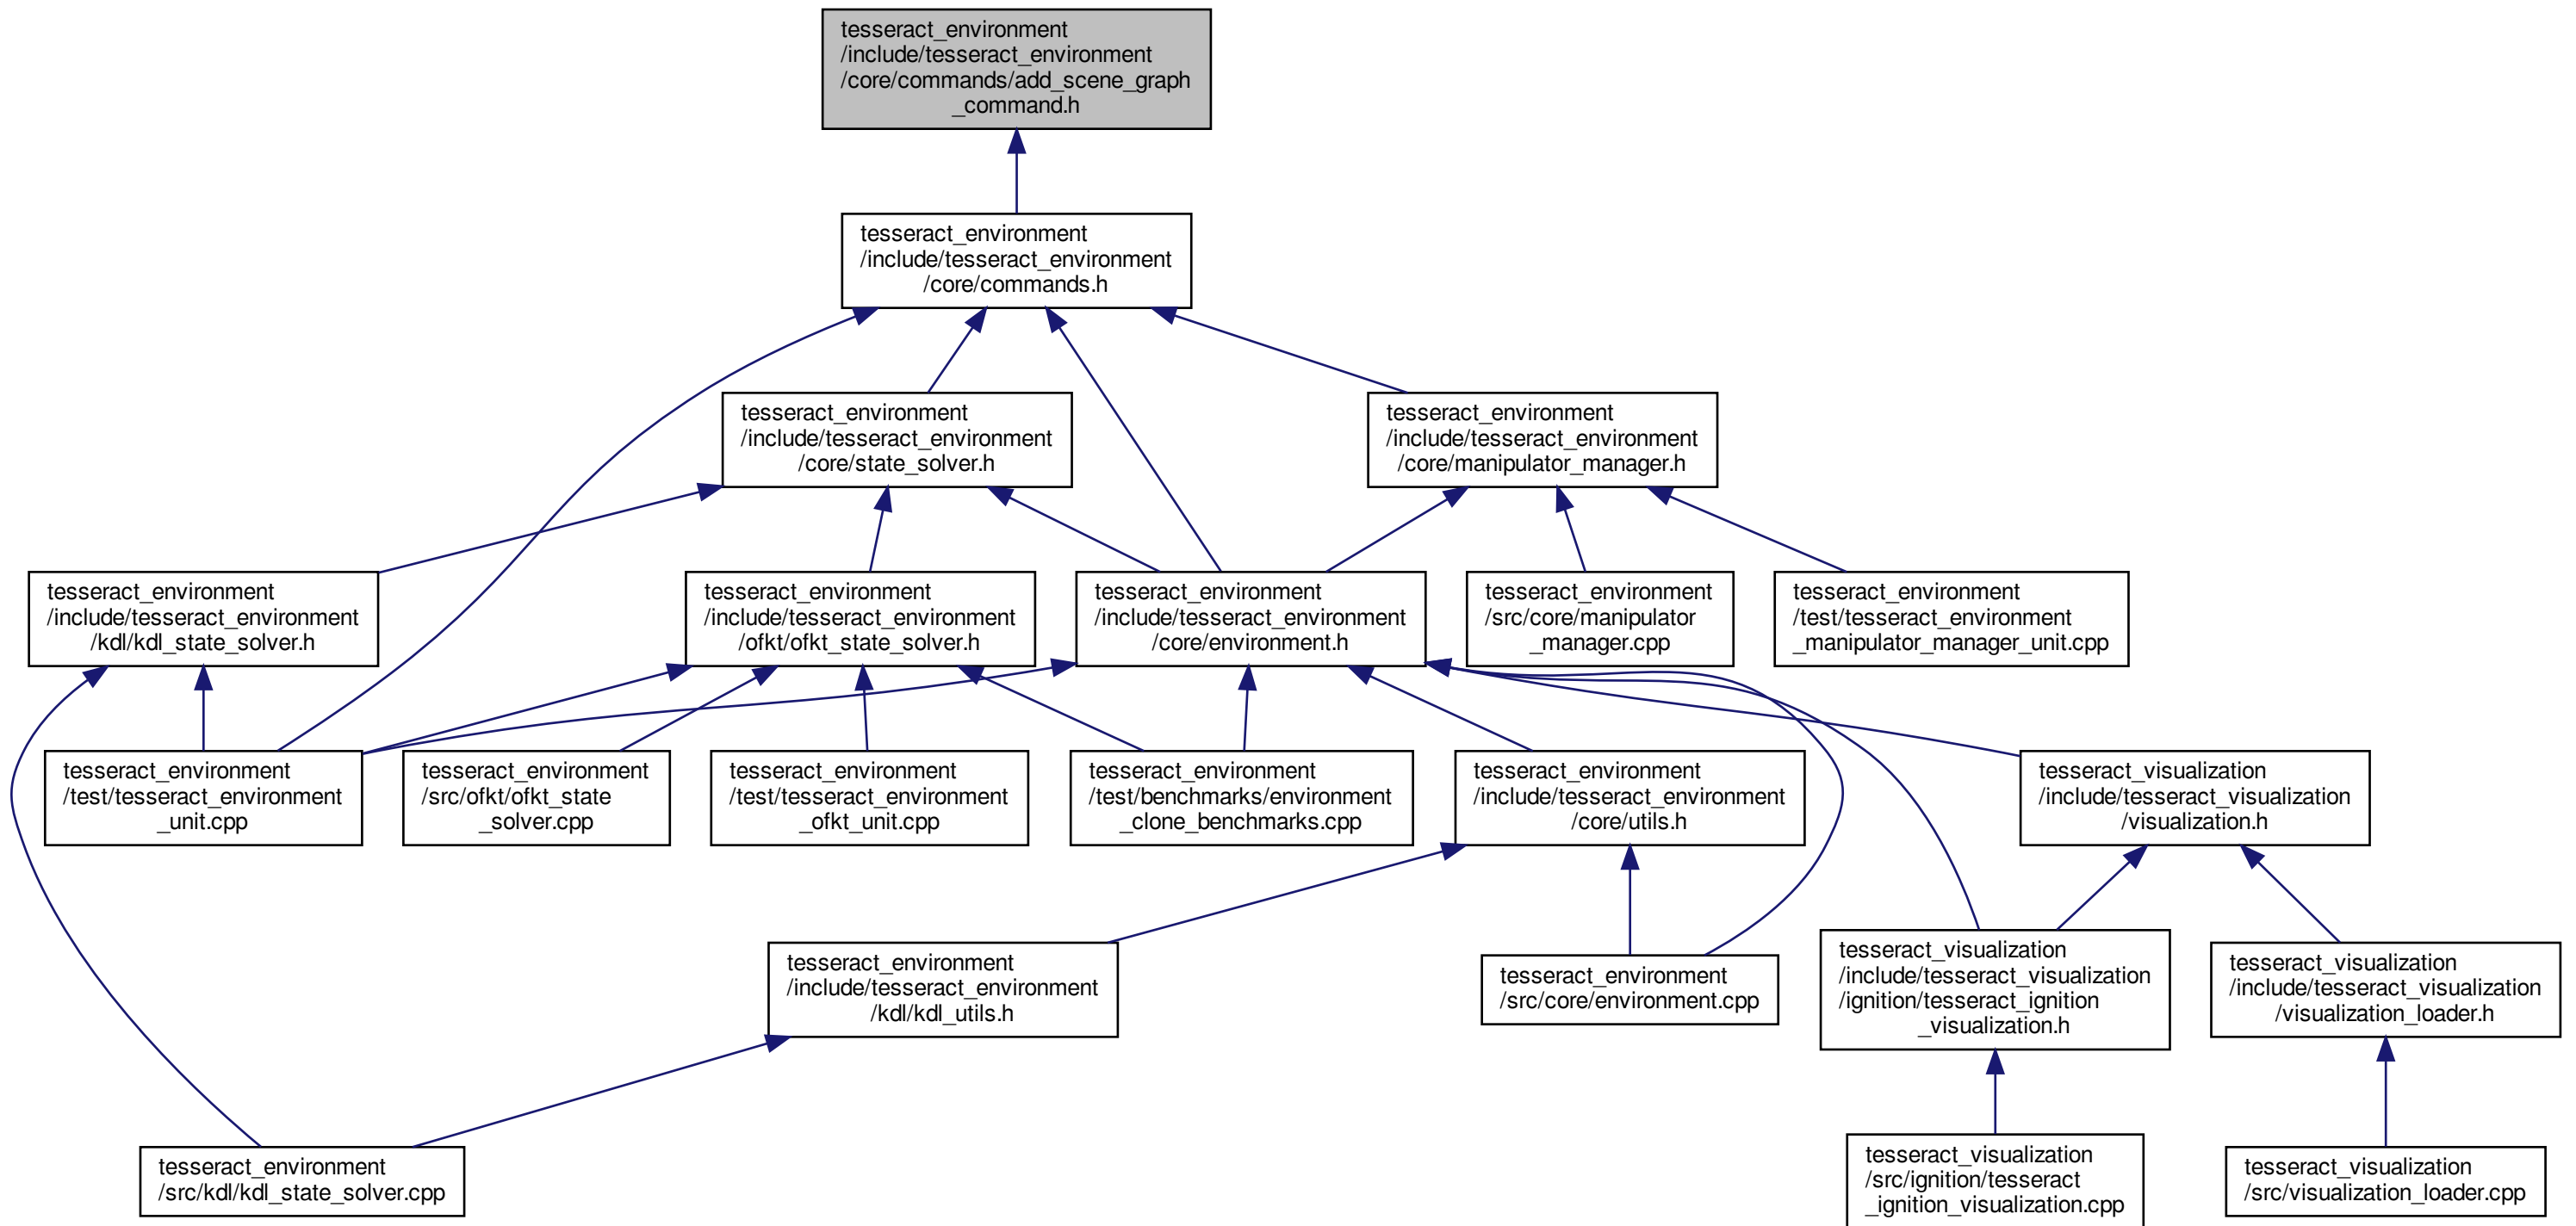 tesseract_environment
/include/tesseract_environment
/core/commands/add_scene_graph
_command.h
tesseract_environment
/include/tesseract_environment
/core/commands.h
tesseract_environment
/include/tesseract_environment
/core/state_solver.h
tesseract_environment
/include/tesseract_environment
/core/manipulator_manager.h
tesseract_environment
/include/tesseract_environment
/kdl/kdl_state_solver.h
tesseract_environment
/include/tesseract_environment
/ofkt/ofkt_state_solver.h
tesseract_environment
/include/tesseract_environment
/core/environment.h
tesseract_environment
/src/core/manipulator
_manager.cpp
tesseract_environment
/test/tesseract_environment
_manipulator_manager_unit.cpp
tesseract_environment
/test/tesseract_environment
_unit.cpp
tesseract_environment
/src/ofkt/ofkt_state
_solver.cpp
tesseract_environment
/test/tesseract_environment
_ofkt_unit.cpp
tesseract_environment
/test/benchmarks/environment
_clone_benchmarks.cpp
tesseract_environment
/include/tesseract_environment
/core/utils.h
tesseract_visualization
/include/tesseract_visualization
/visualization.h
tesseract_environment
/include/tesseract_environment
/kdl/kdl_utils.h
tesseract_environment
/src/core/environment.cpp
tesseract_visualization
/include/tesseract_visualization
/ignition/tesseract_ignition
_visualization.h
tesseract_visualization
/include/tesseract_visualization
/visualization_loader.h
tesseract_environment
/src/kdl/kdl_state_solver.cpp
tesseract_visualization
/src/ignition/tesseract
_ignition_visualization.cpp
tesseract_visualization
/src/visualization_loader.cpp